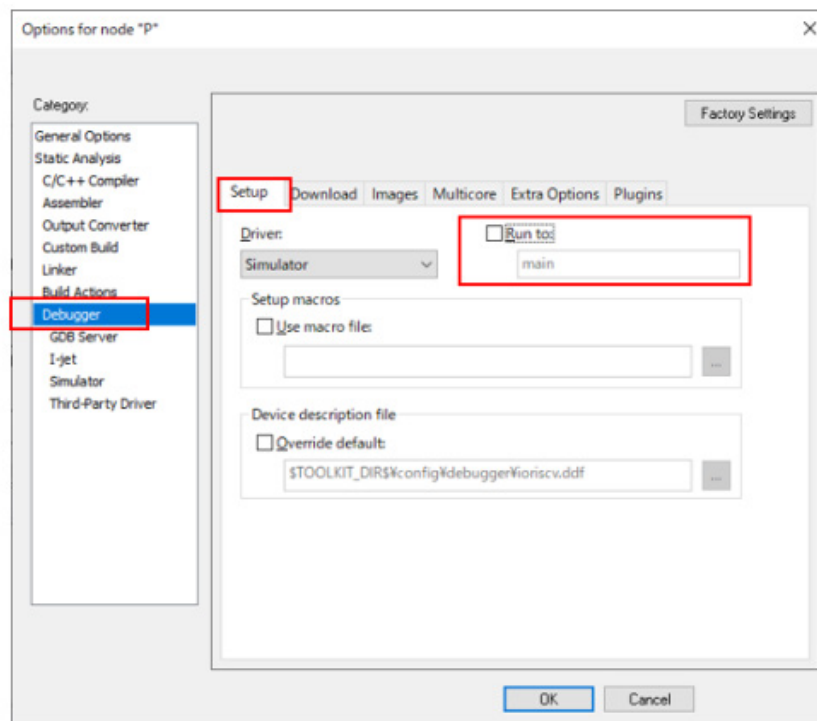 Options for node "P"
Category:
General Options
Static Analysis
C/C++ Compiler
Assembler
Output Converter
Custom Build
Linker
Build Actions
Debugger
GDB Server
I-jet
Simulator
Third-Party Driver
Factory Settings
Setup Download Images Multicore Extra Options Plugins
Driver: Run to:
Simulator main
Setup macros
Use macro file:
...
Device description file
Override default:
$TOOLKIT_DIR$¥config¥debugger¥ioriscv.ddf ...
OK Cancel